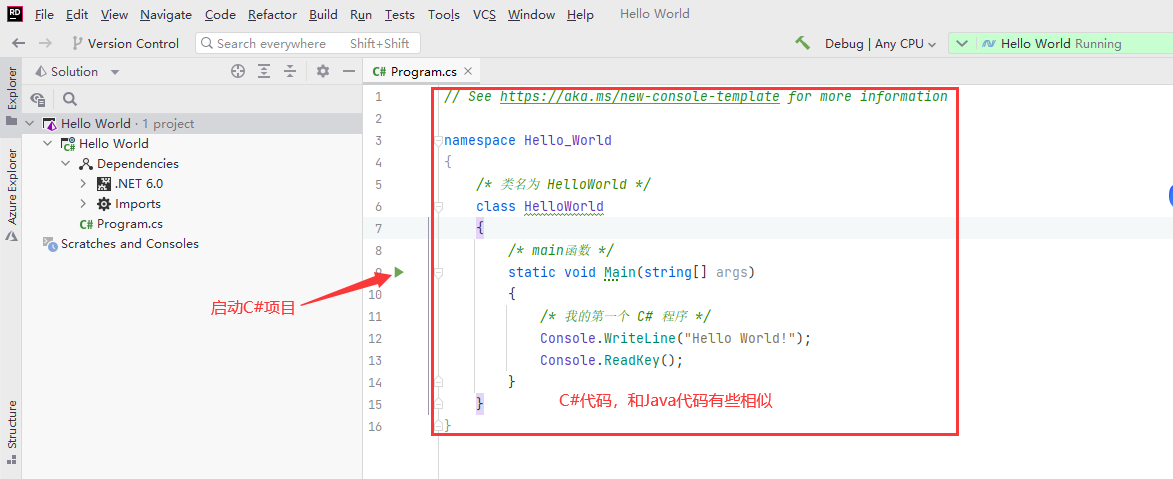 RD File Edit View Navigate Code Refactor Build Run Tests Tools VCS Window Help Hello World
Version Control Search everywhere Shift+Shift Debug | Any CPU Hello World Running
Explorer
Azure Explorer
Structure
Solution
Hello World · 1 project
C# Hello World
Dependencies
.NET 6.0
Imports
C# Program.cs
Scratches and Consoles
C# Program.cs
1 // See https://aka.ms/new-console-template for more information
2
3 namespace Hello_World
4 {
5 /* 类名为 HelloWorld */
6 class HelloWorld
7 {
8 /* main函数 */
9 static void Main(string[] args)
10 {
11 /* 我的第一个 C# 程序 */
12 Console.WriteLine("Hello World!");
13 Console.ReadKey();
14 }
15 }
16 }
启动C#项目
C#代码，和Java代码有些相似